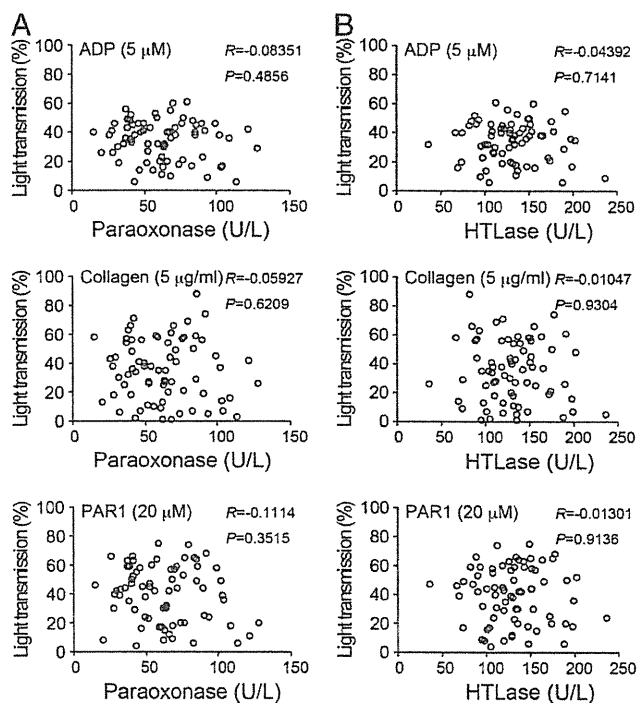 A
ADP (5 µM)
R=-0.08351
P=0.4856
Light transmission (%)
100
80
60
40
20
0
0 50 100 150
Paraoxonase (U/L)
Collagen (5 µg/ml)
R=-0.05927
P=0.6209
Light transmission (%)
100
80
60
40
20
0
0 50 100 150
Paraoxonase (U/L)
PAR1 (20 µM)
R=-0.1114
P=0.3515
Light transmission (%)
100
80
60
40
20
0
0 50 100 150
Paraoxonase (U/L)
B
ADP (5 µM)
R=-0.04392
P=0.7141
Light transmission (%)
100
80
60
40
20
0
0 50 100 150 200 250
HTLase (U/L)
Collagen (5 µg/ml)
R=-0.01047
P=0.9304
Light transmission (%)
100
80
60
40
20
0
0 50 100 150 200 250
HTLase (U/L)
PAR1 (20 µM)
R=-0.01301
P=0.9136
Light transmission (%)
100
80
60
40
20
0
0 50 100 150 200 250
HTLase (U/L)